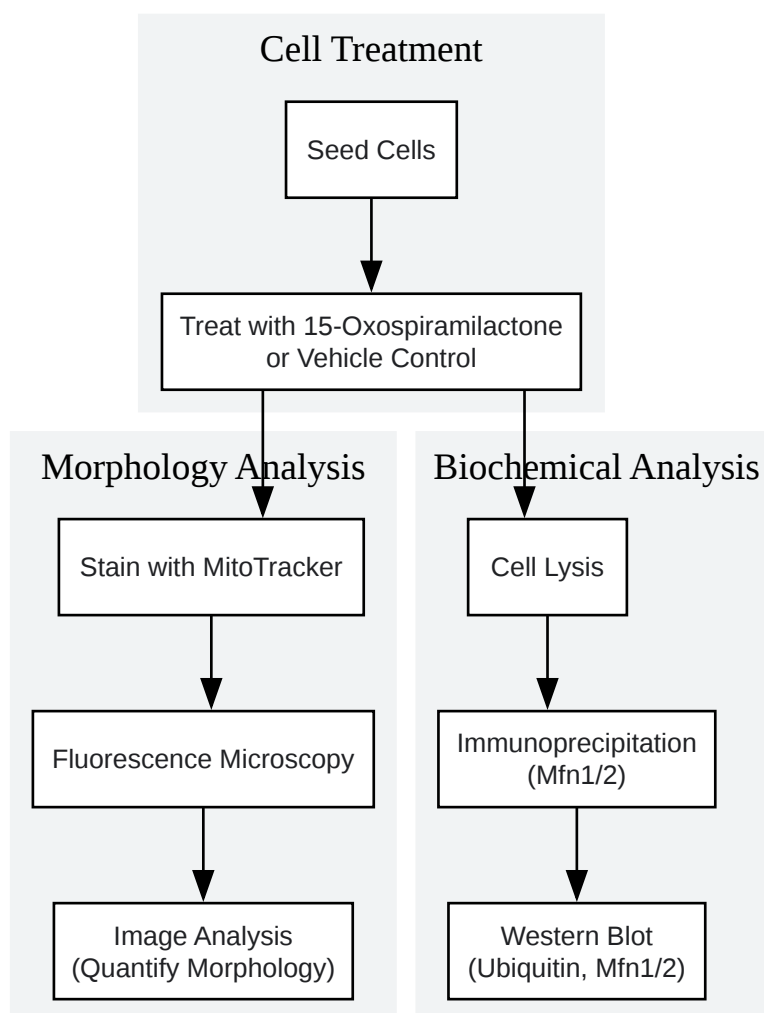 Cell Treatment
Seed Cells
Treat with 15-Oxospiramilactone
or Vehicle Control
Morphology Analysis
Stain with MitoTracker
Fluorescence Microscopy
Image Analysis
(Quantify Morphology)
Biochemical Analysis
Cell Lysis
Immunoprecipitation
(Mfn1/2)
Western Blot
(Ubiquitin, Mfn1/2)